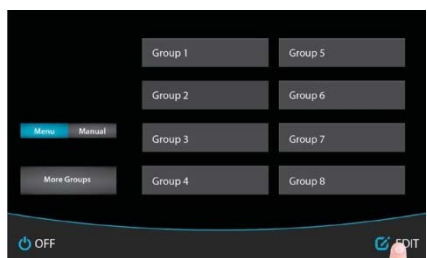 Group 1 Group 5
Group 2 Group 6
Menu Manual
Group 3 Group 7
More Groups
Group 4 Group 8
OFF
EDIT